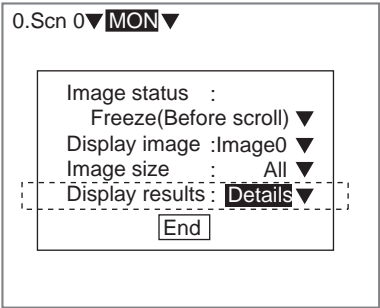 0.Scn 0▼ MON▼
Image status :
Freeze(Before scroll) ▼
Display image :Image0 ▼
Image size : All ▼
Display results : Details▼
End